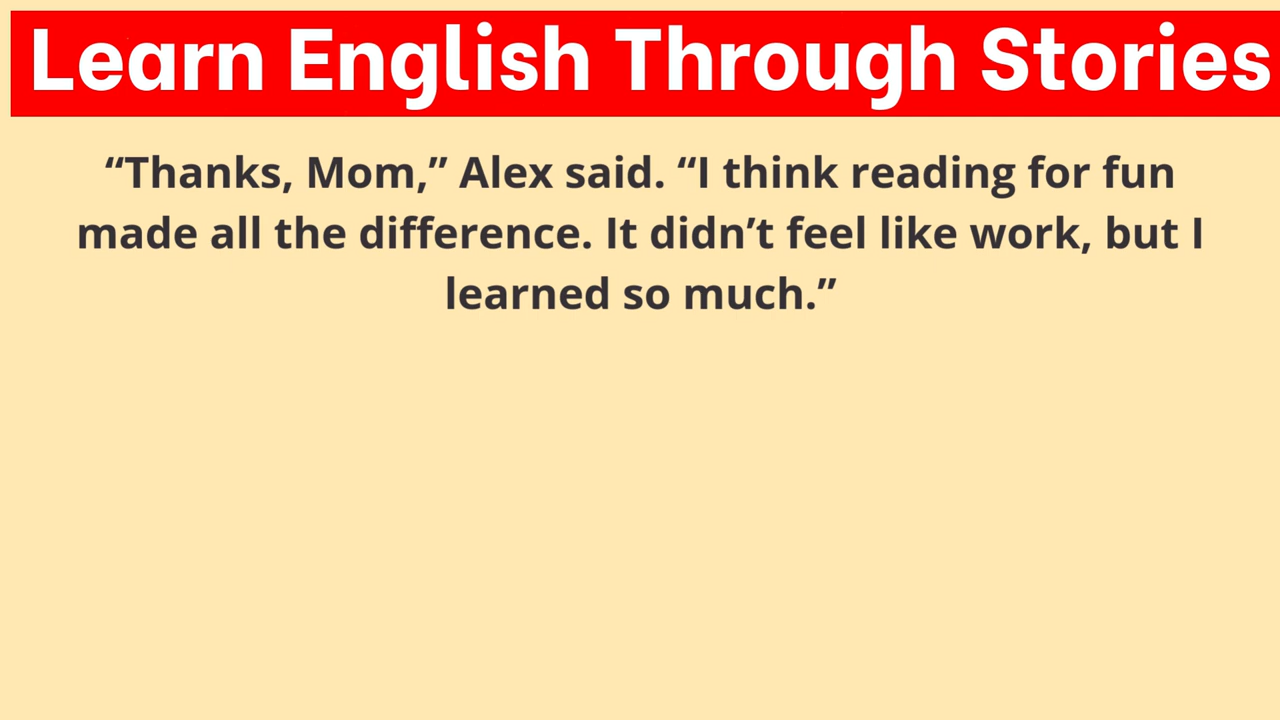 Learn English Through Stories
“Thanks, Mom,” Alex said. “I think reading for fun
made all the difference. It didn’t feel like work, but I
learned so much.”